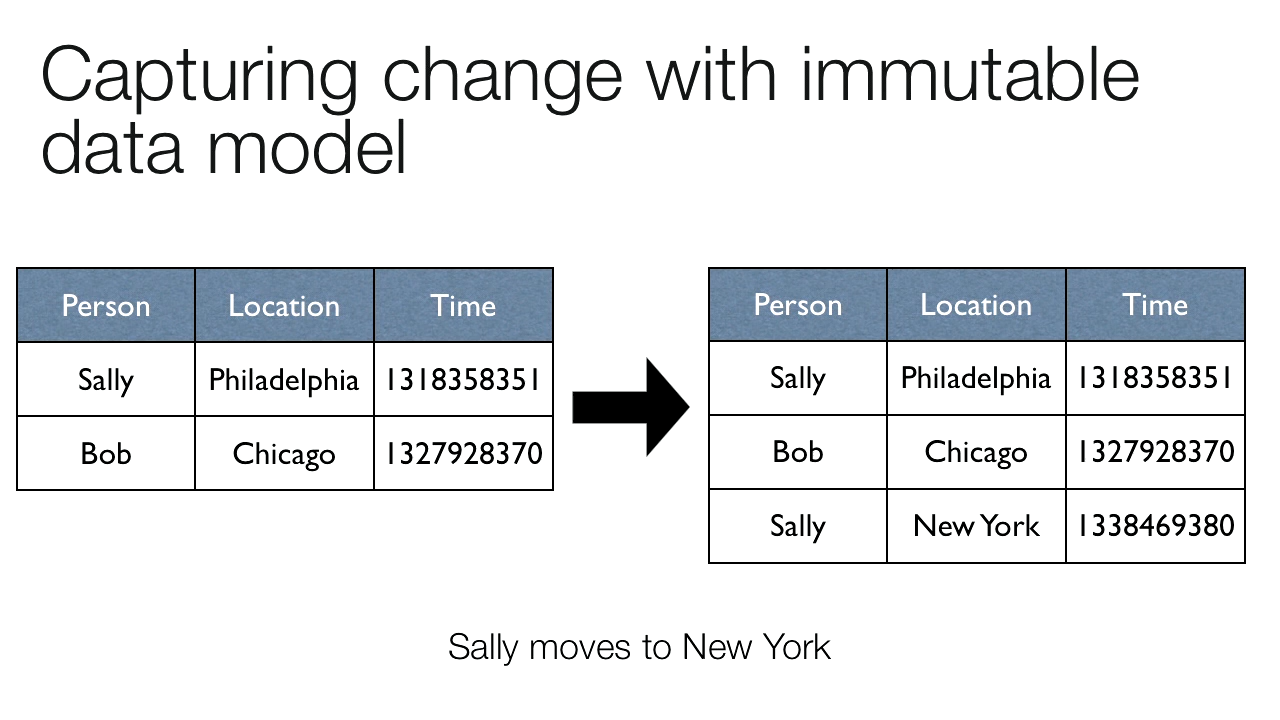 Capturing change with immutable
data model
Person Location Time
Sally Philadelphia 1318358351
Bob Chicago 1327928370
Person Location Time
Sally Philadelphia 1318358351
Bob Chicago 1327928370
Sally New York 1338469380
Sally moves to New York